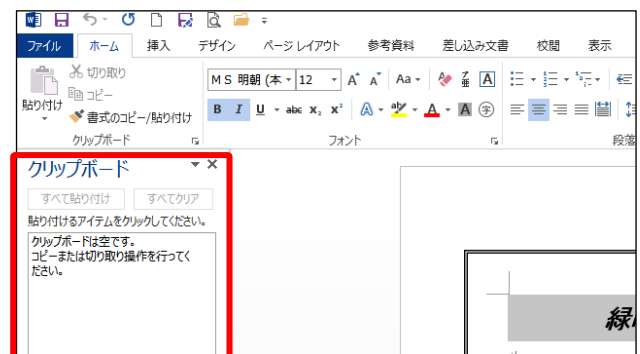 ファイル ホーム 挿入 デザイン ページ レイアウト 参考資料 差し込み文書 校閲 表示
切り取り
コピー
書式のコピー/貼り付け
貼り付け
クリップボード
ＭＳ 明朝 (本 12 A A Aa A
B I U abc X₂ X² A aby A A 字
フォント
段落
クリップボード
すべて貼り付け すべてクリア
貼り付けるアイテムをクリックしてください。
クリップボードは空です。
コピーまたは切り取り操作を行ってく
ださい。
緑